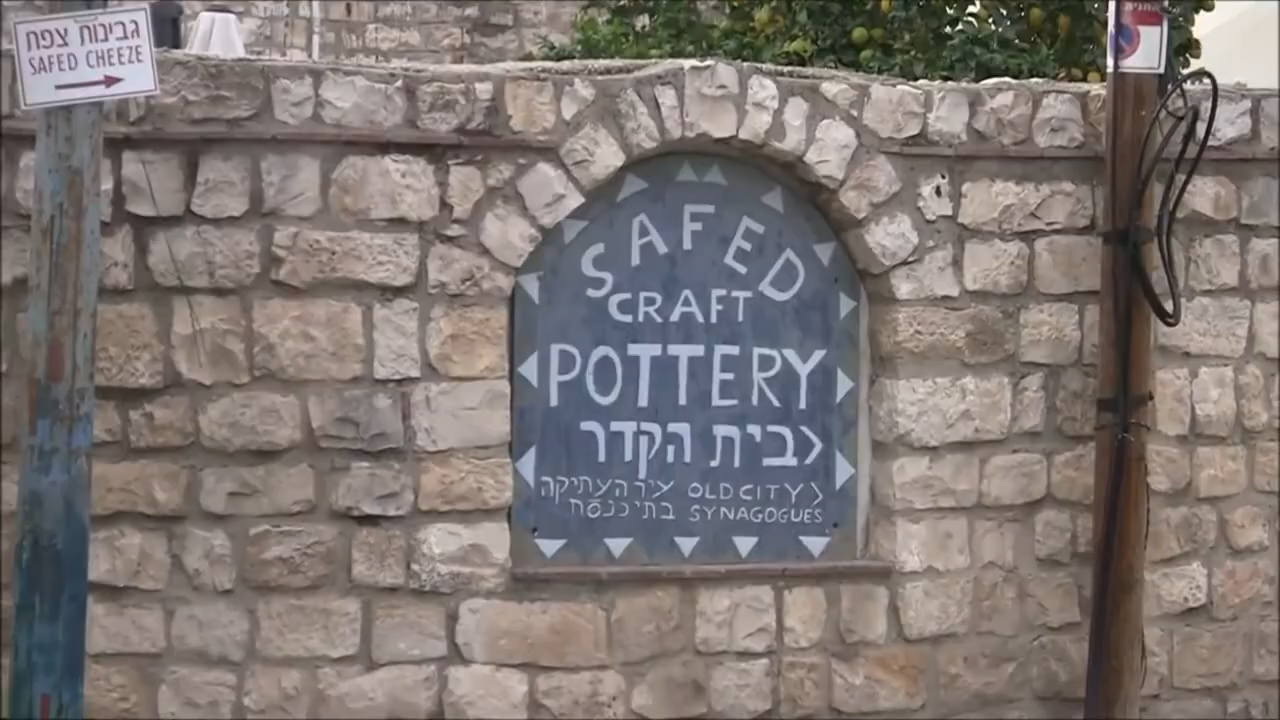 גבינות צפת
SAFED CHEEZE
SAFED
CRAFT
POTTERY
בית הקדר
עיר העתיקה OLD CITY
בתי כנסת SYNAGOGUES